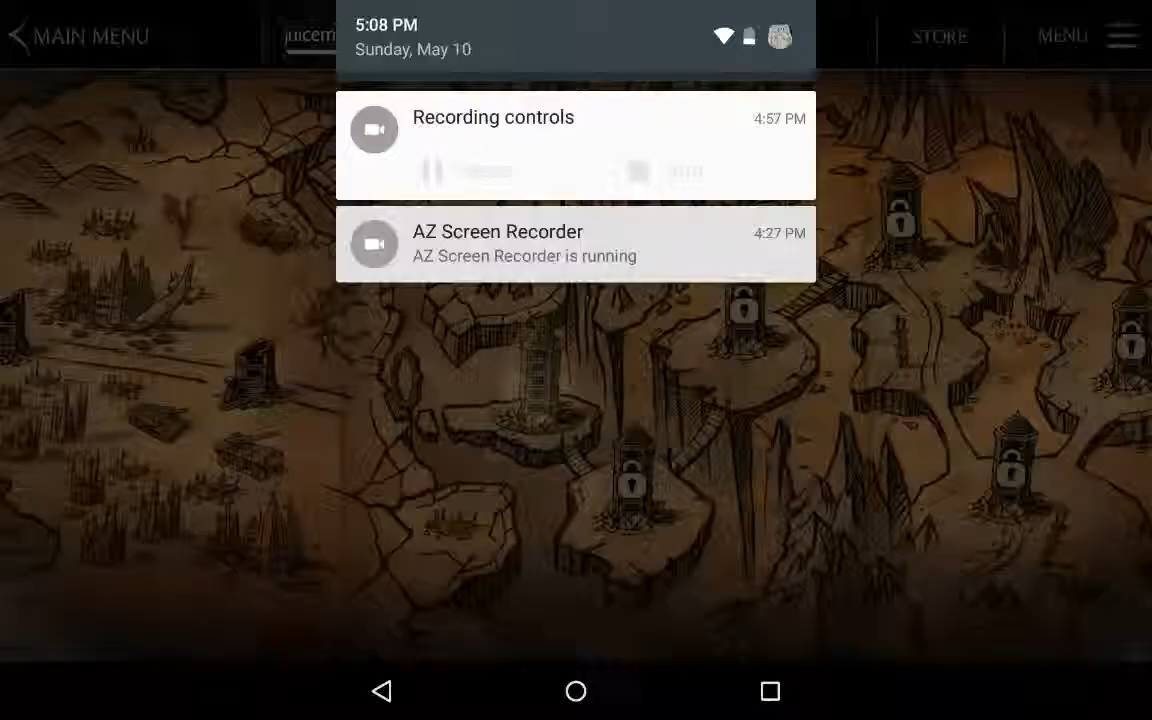 5:08 PM
Sunday, May 10
MAIN MENU
STORE
MENU
Recording controls
4:57 PM
AZ Screen Recorder
4:27 PM
AZ Screen Recorder is running